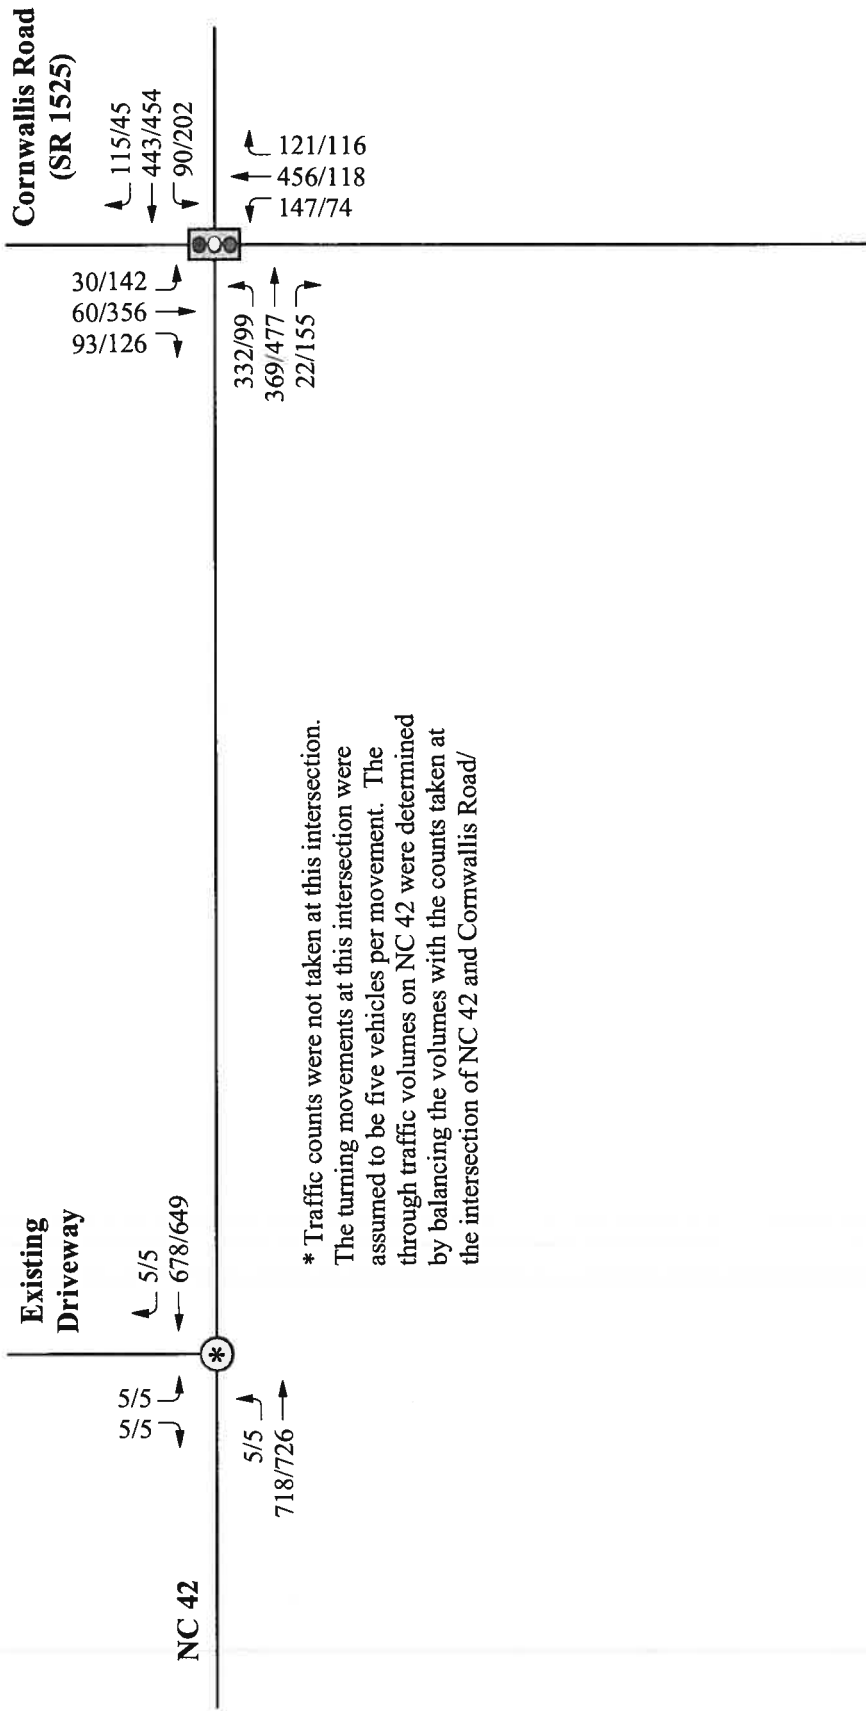 Cornwallis Road
(SR 1525)
115/45
443/454
90/202
30/142
60/356
93/126
121/116
456/118
147/74
332/99
369/477
22/155
Existing
Driveway
5/5
678/649
5/5
5/5
*
5/5
718/726
NC 42
* Traffic counts were not taken at this intersection.
The turning movements at this intersection were
assumed to be five vehicles per movement. The
through traffic volumes on NC 42 were determined
by balancing the volumes with the counts taken at
the intersection of NC 42 and Cornwallis Road/